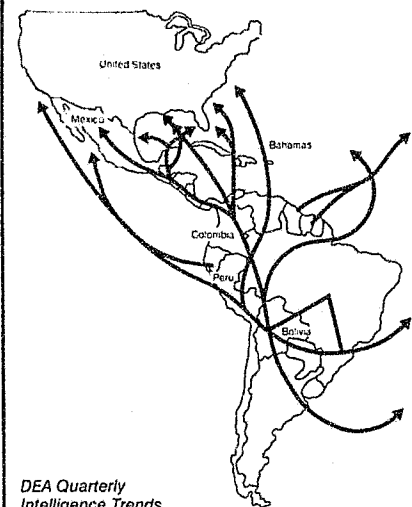 United States
Mexico
Bahamas
Colombia
Peru
Bolivia
DEA Quarterly
Intelligence Trends